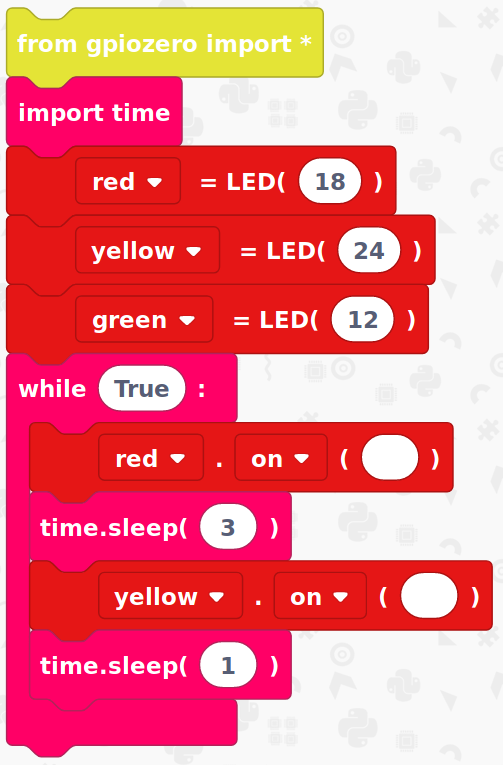 from gpiozero import *
import time
red = LED( 18 )
yellow = LED( 24 )
green = LED( 12 )
while True :
red . on ( )
time.sleep( 3 )
yellow . on ( )
time.sleep( 1 )